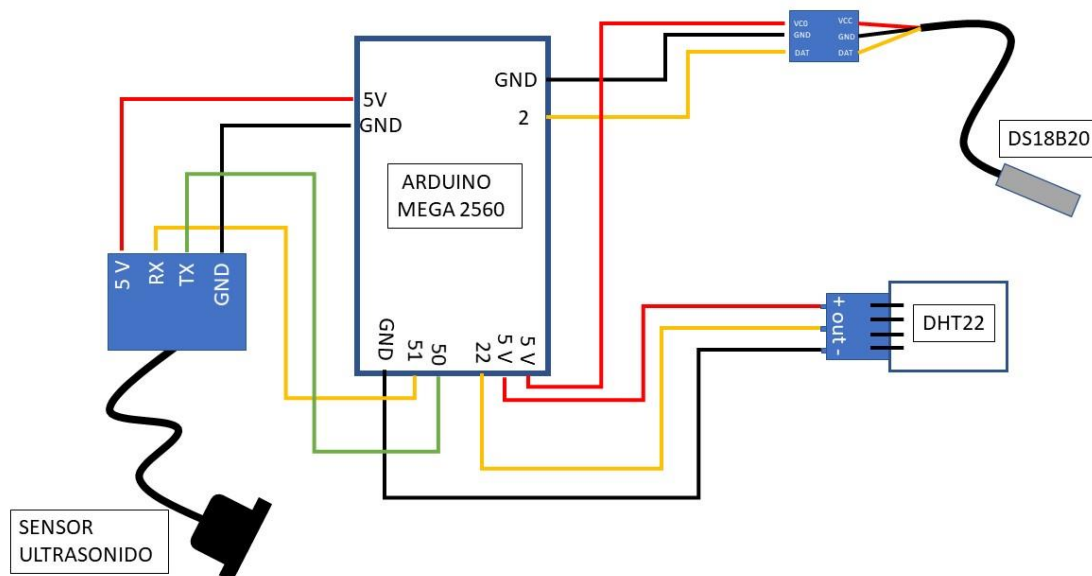 VCC
GND
DAT
VCC
GND
DAT
GND
2
5V
GND
ARDUINO
MEGA 2560
DS18B20
5 V
RX
TX
GND
GND
51
50
22
5 V
5 V
+ out -
DHT22
SENSOR
ULTRASONIDO